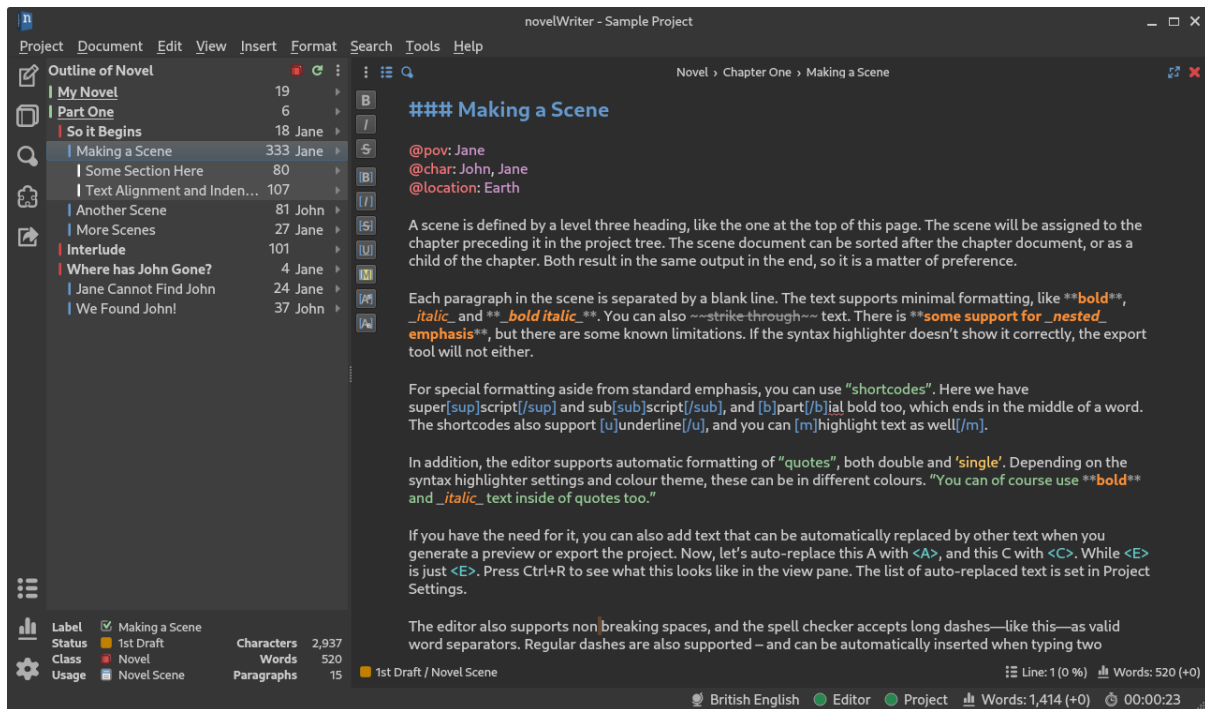 novelWriter - Sample Project
Project Document Edit View Insert Format Search Tools Help
Outline of Novel
My Novel 19
Part One 6
So it Begins 18 Jane
Making a Scene 333 Jane
Some Section Here 80
Text Alignment and Inden... 107
Another Scene 81 John
More Scenes 27 Jane
Interlude 101
Where has John Gone? 4 Jane
Jane Cannot Find John 24 Jane
We Found John! 37 John
Label Making a Scene
Status 1st Draft Characters 2,937
Class Novel Words 520
Usage Novel Scene Paragraphs 15
Novel › Chapter One › Making a Scene
B
I
S
[B]
[I]
[S]
[U]
[M]
### Making a Scene
@pov: Jane
@char: John, Jane
@location: Earth
A scene is defined by a level three heading, like the one at the top of this page. The scene will be assigned to the
chapter preceding it in the project tree. The scene document can be sorted after the chapter document, or as a
child of the chapter. Both result in the same output in the end, so it is a matter of preference.
Each paragraph in the scene is separated by a blank line. The text supports minimal formatting, like **bold**,
_italic_ and **_bold italic_**. You can also ~~strike through~~ text. There is **some support for _nested_
emphasis**, but there are some known limitations. If the syntax highlighter doesn’t show it correctly, the export
tool will not either.
For special formatting aside from standard emphasis, you can use “shortcodes”. Here we have
super[sup]script[/sup] and sub[sub]script[/sub], and [b]part[/b]ial bold too, which ends in the middle of a word.
The shortcodes also support [u]underline[/u], and you can [m]highlight text as well[/m].
In addition, the editor supports automatic formatting of “quotes”, both double and ‘single’. Depending on the
syntax highlighter settings and colour theme, these can be in different colours. “You can of course use **bold**
and _italic_ text inside of quotes too.”
If you have the need for it, you can also add text that can be automatically replaced by other text when you
generate a preview or export the project. Now, let’s auto-replace this A with <A>, and this C with <C>. While <E>
is just <E>. Press Ctrl+R to see what this looks like in the view pane. The list of auto-replaced text is set in Project
Settings.
The editor also supports non breaking spaces, and the spell checker accepts long dashes—like this—as valid
word separators. Regular dashes are also supported – and can be automatically inserted when typing two
1st Draft / Novel Scene Line: 1 (0 %) Words: 520 (+0)
British English Editor Project Words: 1,414 (+0) 00:00:23